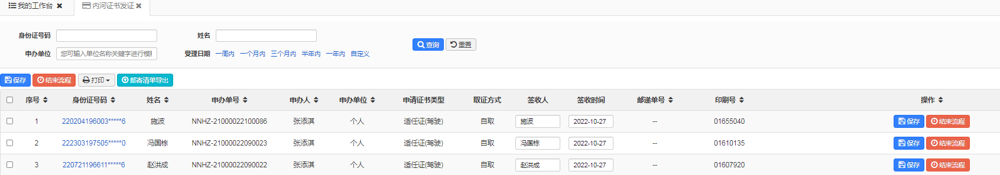 我的工作台 内河证书发证
身份证号码 姓名
查询 重置
申办单位 您可输入单位名称关键字进行模糊 受理日期 一周内 一个月内 三个月内 半年内 一年内 自定义
保存 结束流程 打印 邮寄清单导出
序号 身份证号码 姓名 申办单号 申办人 申办单位 申请证书类型 取证方式 签收人 签收时间 邮递单号 印刷号 操作
1 220204196003*****6 施波 NNHZ-21000022100086 张添淇 个人 适任证(驾驶) 自取 施波 2022-10-27 -- 01655040 保存 结束流程
2 222303197505*****0 冯国栋 NNHZ-21000022090023 张添淇 个人 适任证(驾驶) 自取 冯国栋 2022-10-27 -- 01610135 保存 结束流程
3 220721196611*****6 赵洪成 NNHZ-21000022090022 张添淇 个人 适任证(驾驶) 自取 赵洪成 2022-10-27 -- 01607920 保存 结束流程